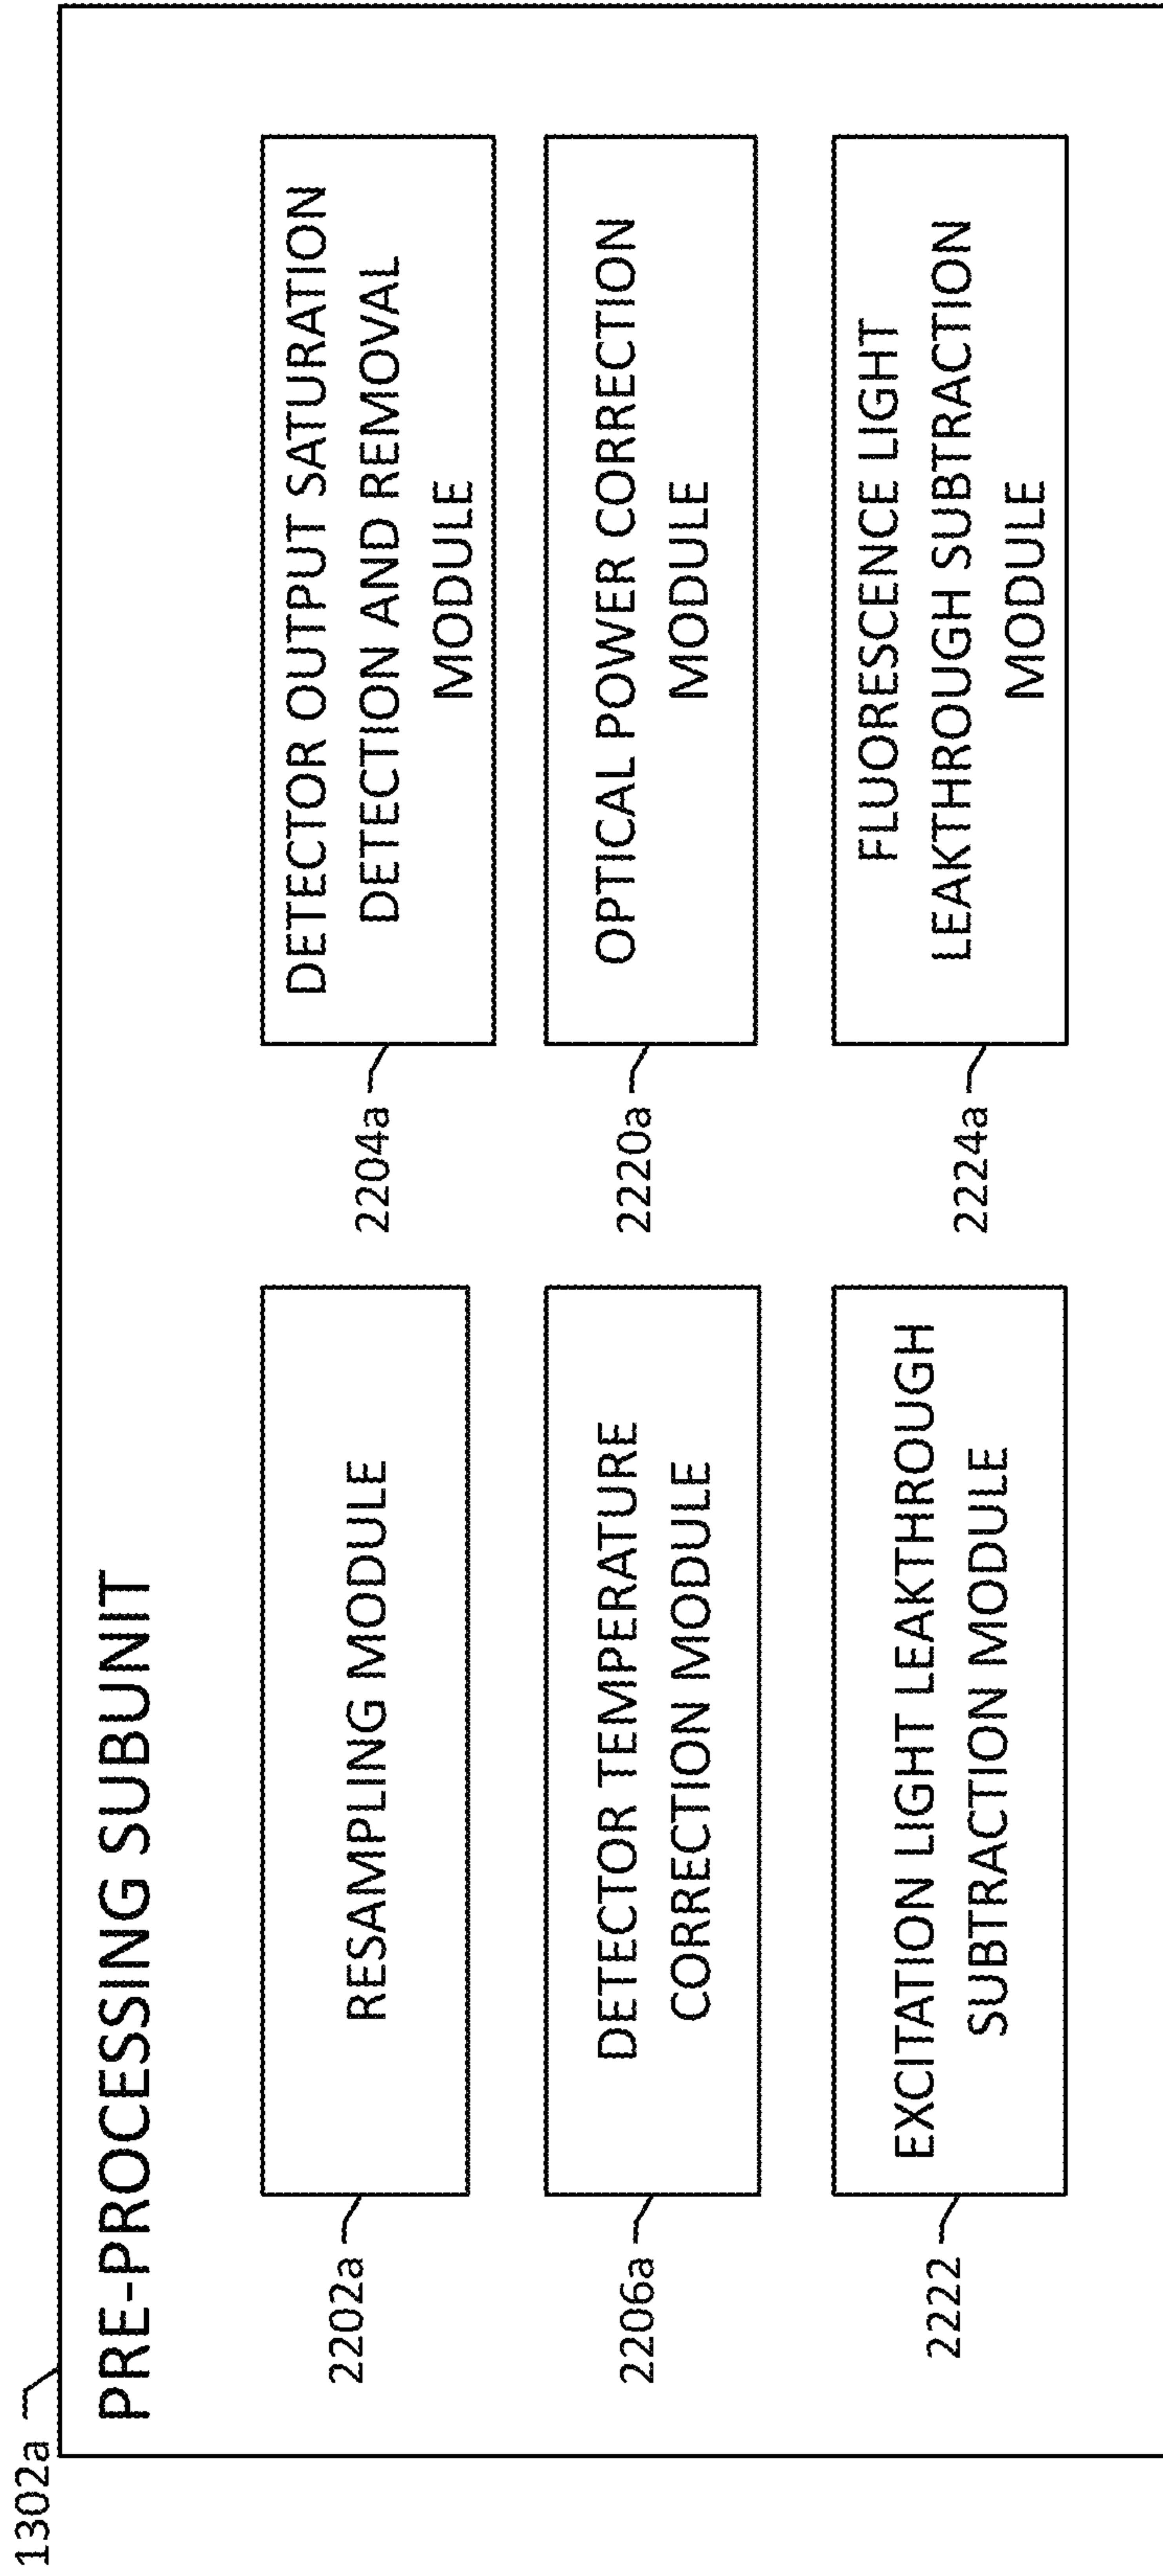 1302a
PRE-PROCESSING SUBUNIT
2202a
RESAMPLING MODULE
2204a
DETECTOR OUTPUT SATURATION
DETECTION AND REMOVAL
MODULE
2206a
DETECTOR TEMPERATURE
CORRECTION MODULE
2220a
OPTICAL POWER CORRECTION
MODULE
2222
EXCITATION LIGHT LEAKTHROUGH
SUBTRACTION MODULE
2224a
FLUORESCENCE LIGHT
LEAKTHROUGH SUBTRACTION
MODULE